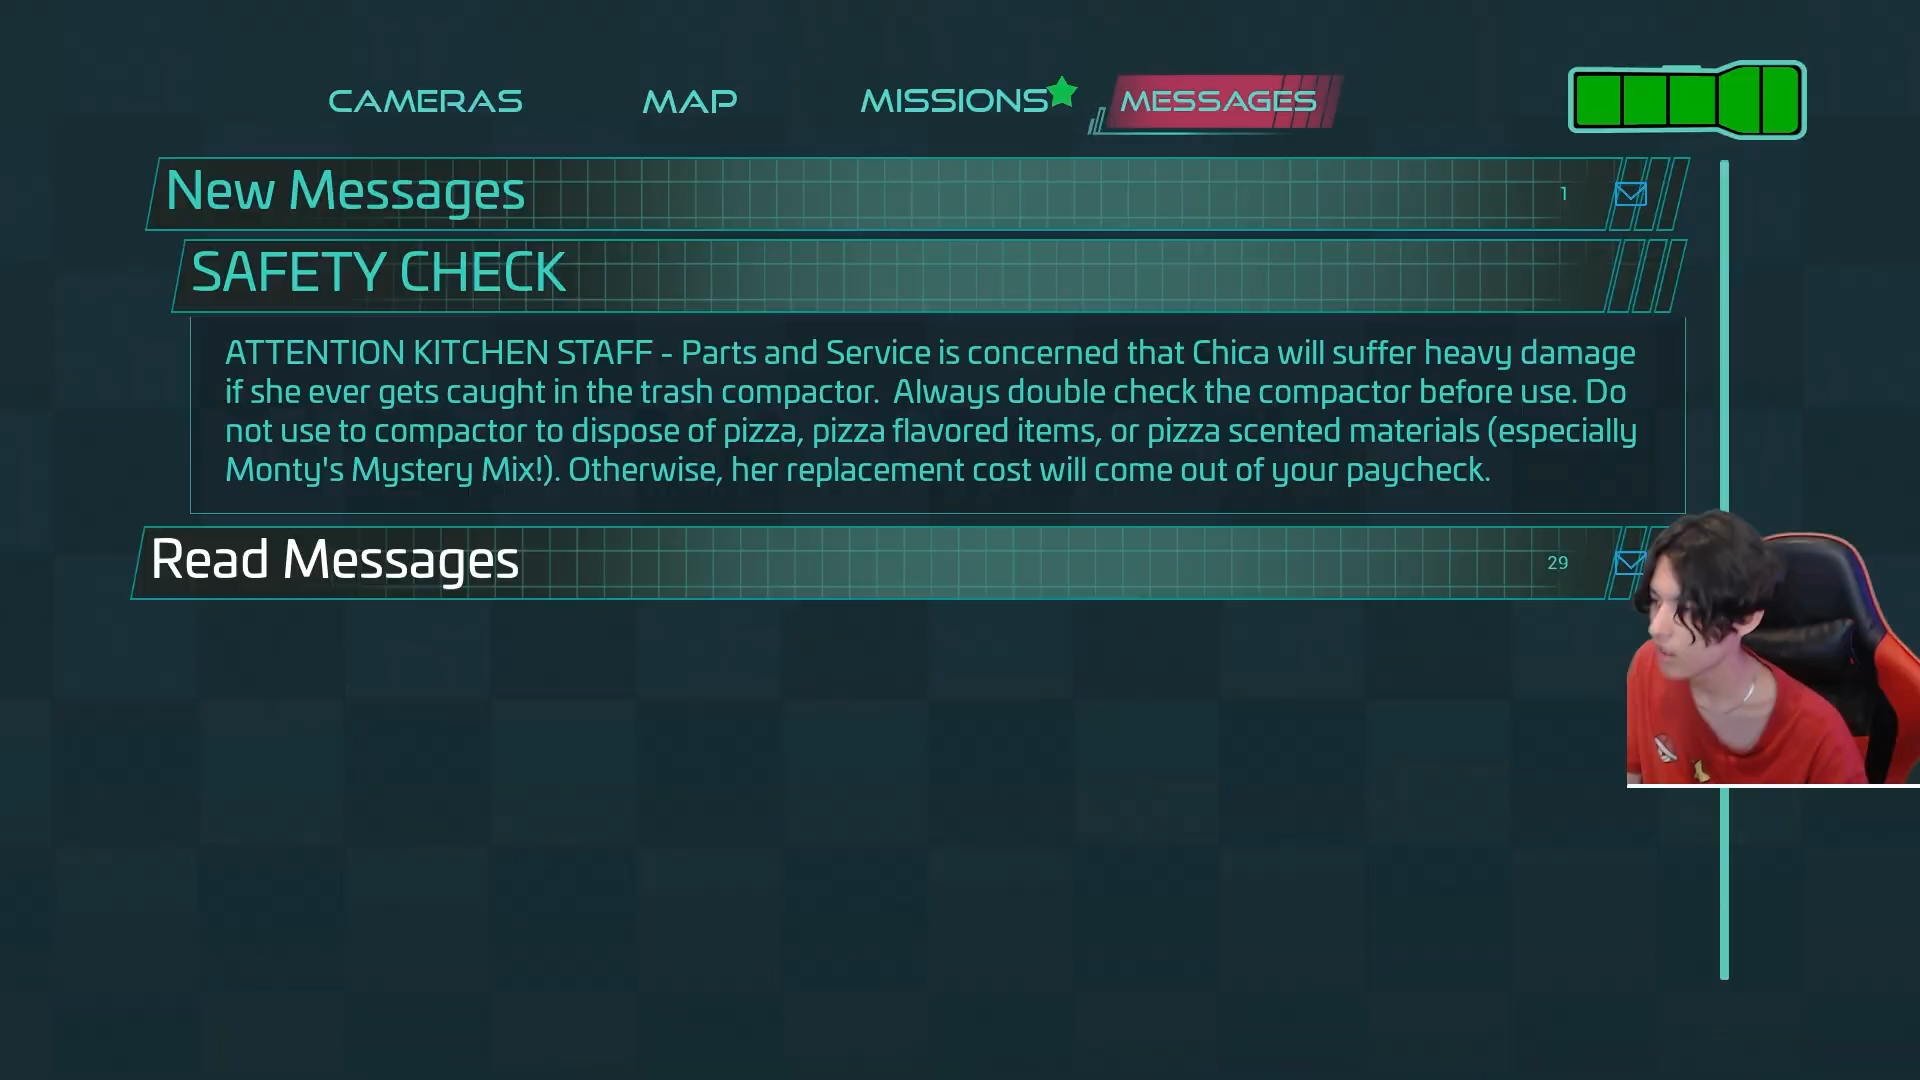 CAMERAS MAP MISSIONS MESSAGES
New Messages 1
SAFETY CHECK
ATTENTION KITCHEN STAFF - Parts and Service is concerned that Chica will suffer heavy damage
if she ever gets caught in the trash compactor.  Always double check the compactor before use. Do
not use to compactor to dispose of pizza, pizza flavored items, or pizza scented materials (especially
Monty's Mystery Mix!). Otherwise, her replacement cost will come out of your paycheck.
Read Messages 29